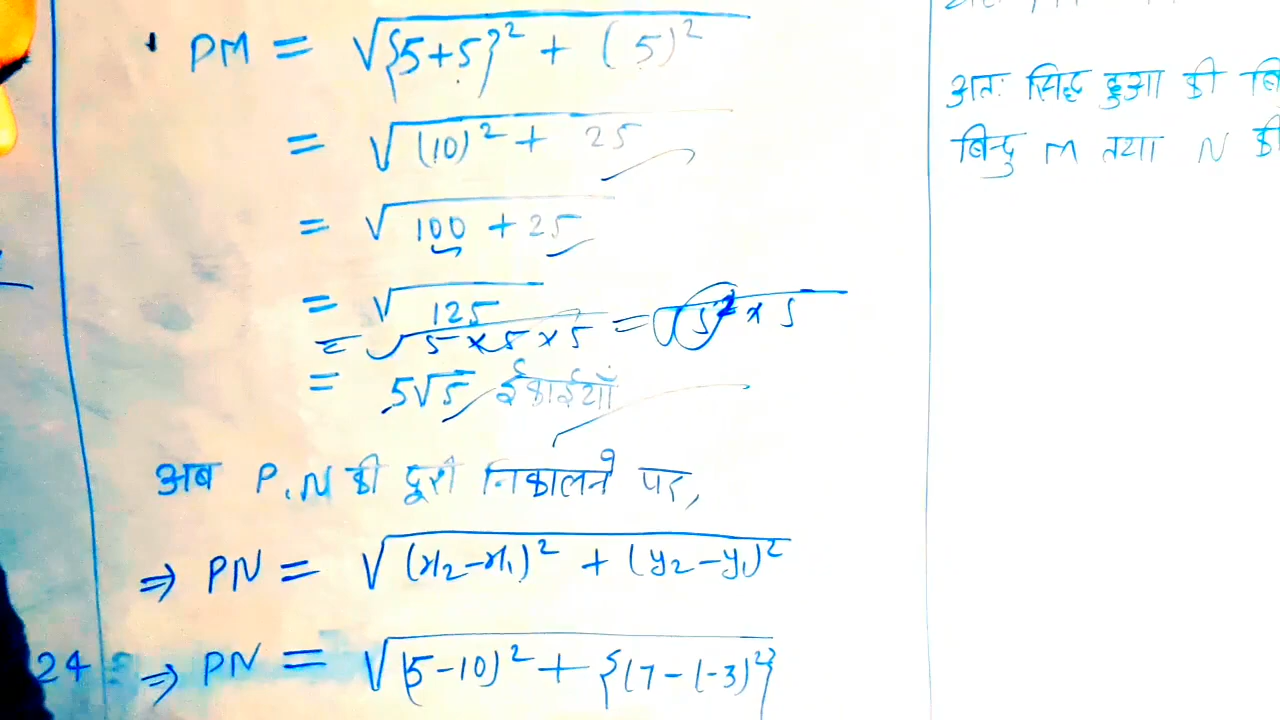 PM = √{5+5}² + (5)²
= √(10)² + 25
= √100 + 25
= √125
= √5×5×5 = √5²×5
= 5√5 ईकाईयाँ
अब P,N की दूरी निकालने पर,
⇒ PN = √(x₂-x₁)² + (y₂-y₁)²
24 ⇒ PN = √(5-10)² + {(7-(-3)²}
अतः सिद्ध हुआ की
बिन्दु M तथा N की